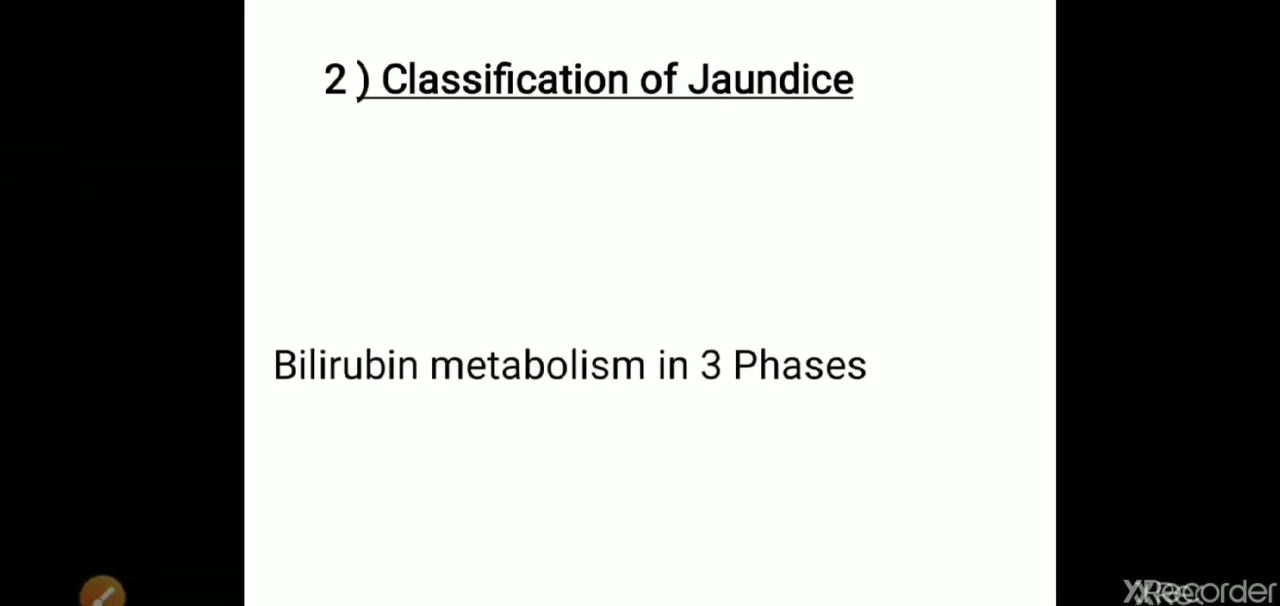 2 ) Classification of Jaundice
Bilirubin metabolism in 3 Phases
XRecorder